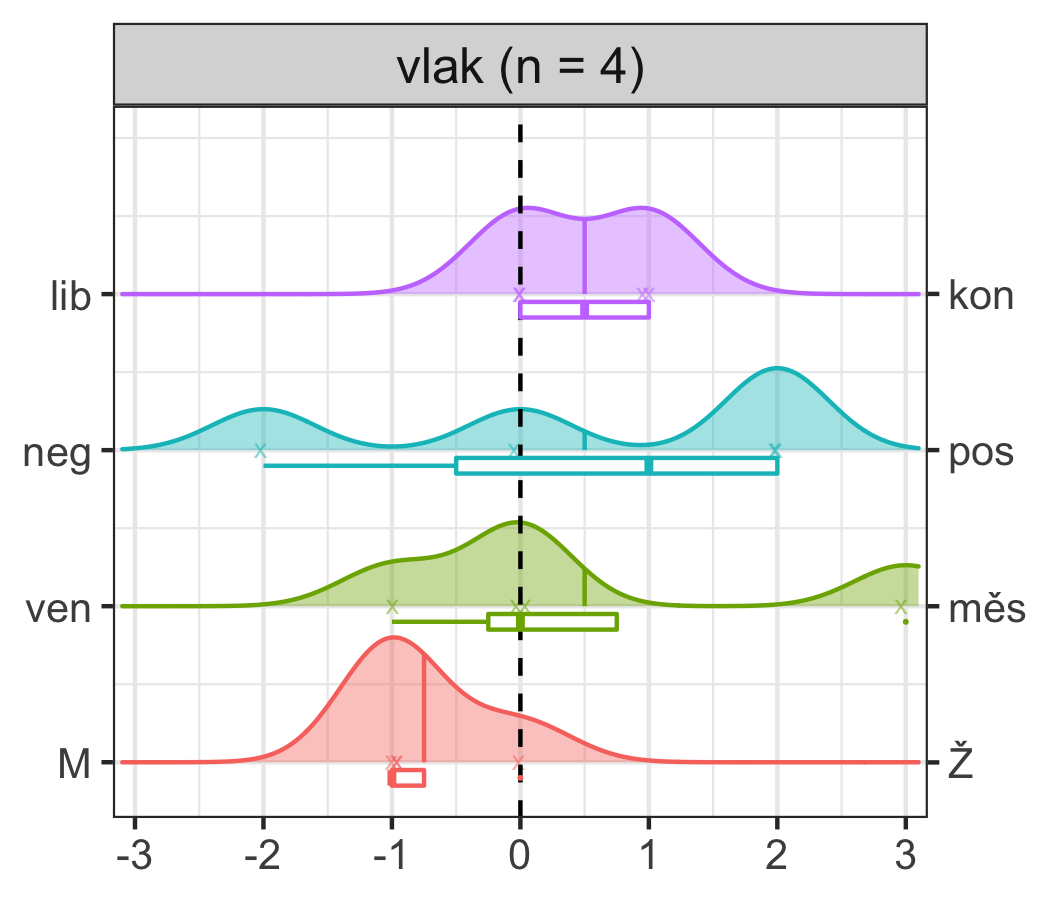 vlak (n = 4)
lib kon
neg pos
ven měs
M Ž
-3 -2 -1 0 1 2 3